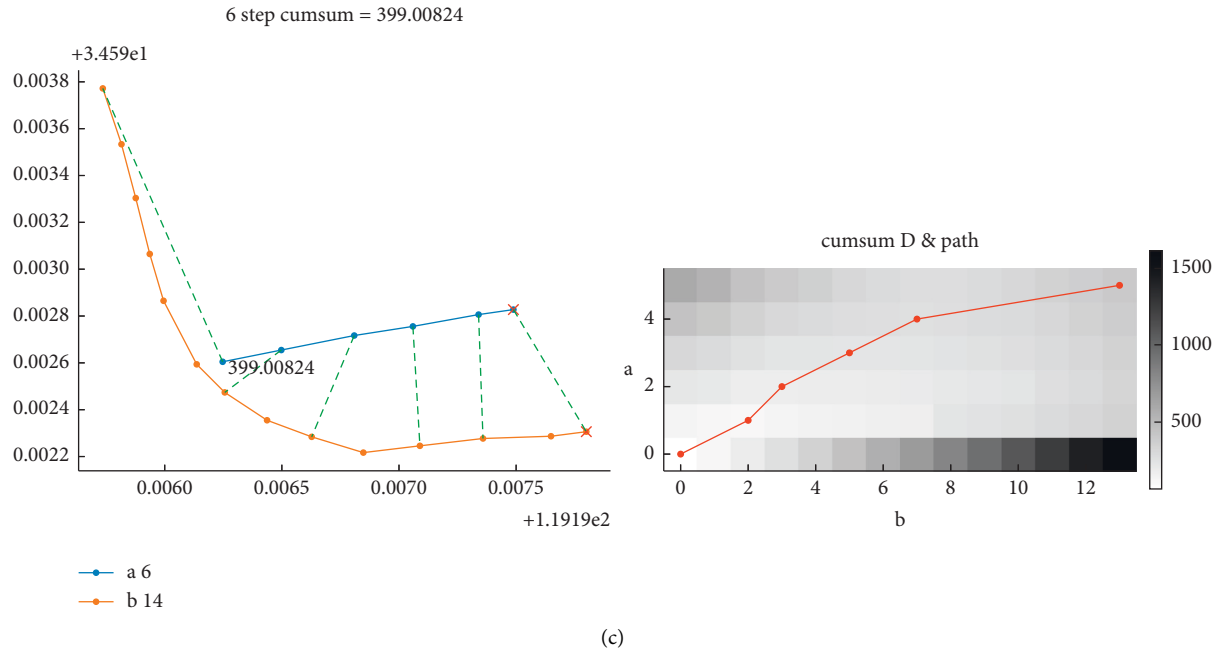 6 step cumsum = 399.00824
+3.459e1
0.0038
0.0036
0.0034
0.0032
0.0030
0.0028
0.0026
0.0024
0.0022
399.00824
0.0060 0.0065 0.0070 0.0075
+1.1919e2
a 6
b 14
cumsum D & path
a
4
2
0
0 2 4 6 8 10 12
b
1500
1000
500
(c)